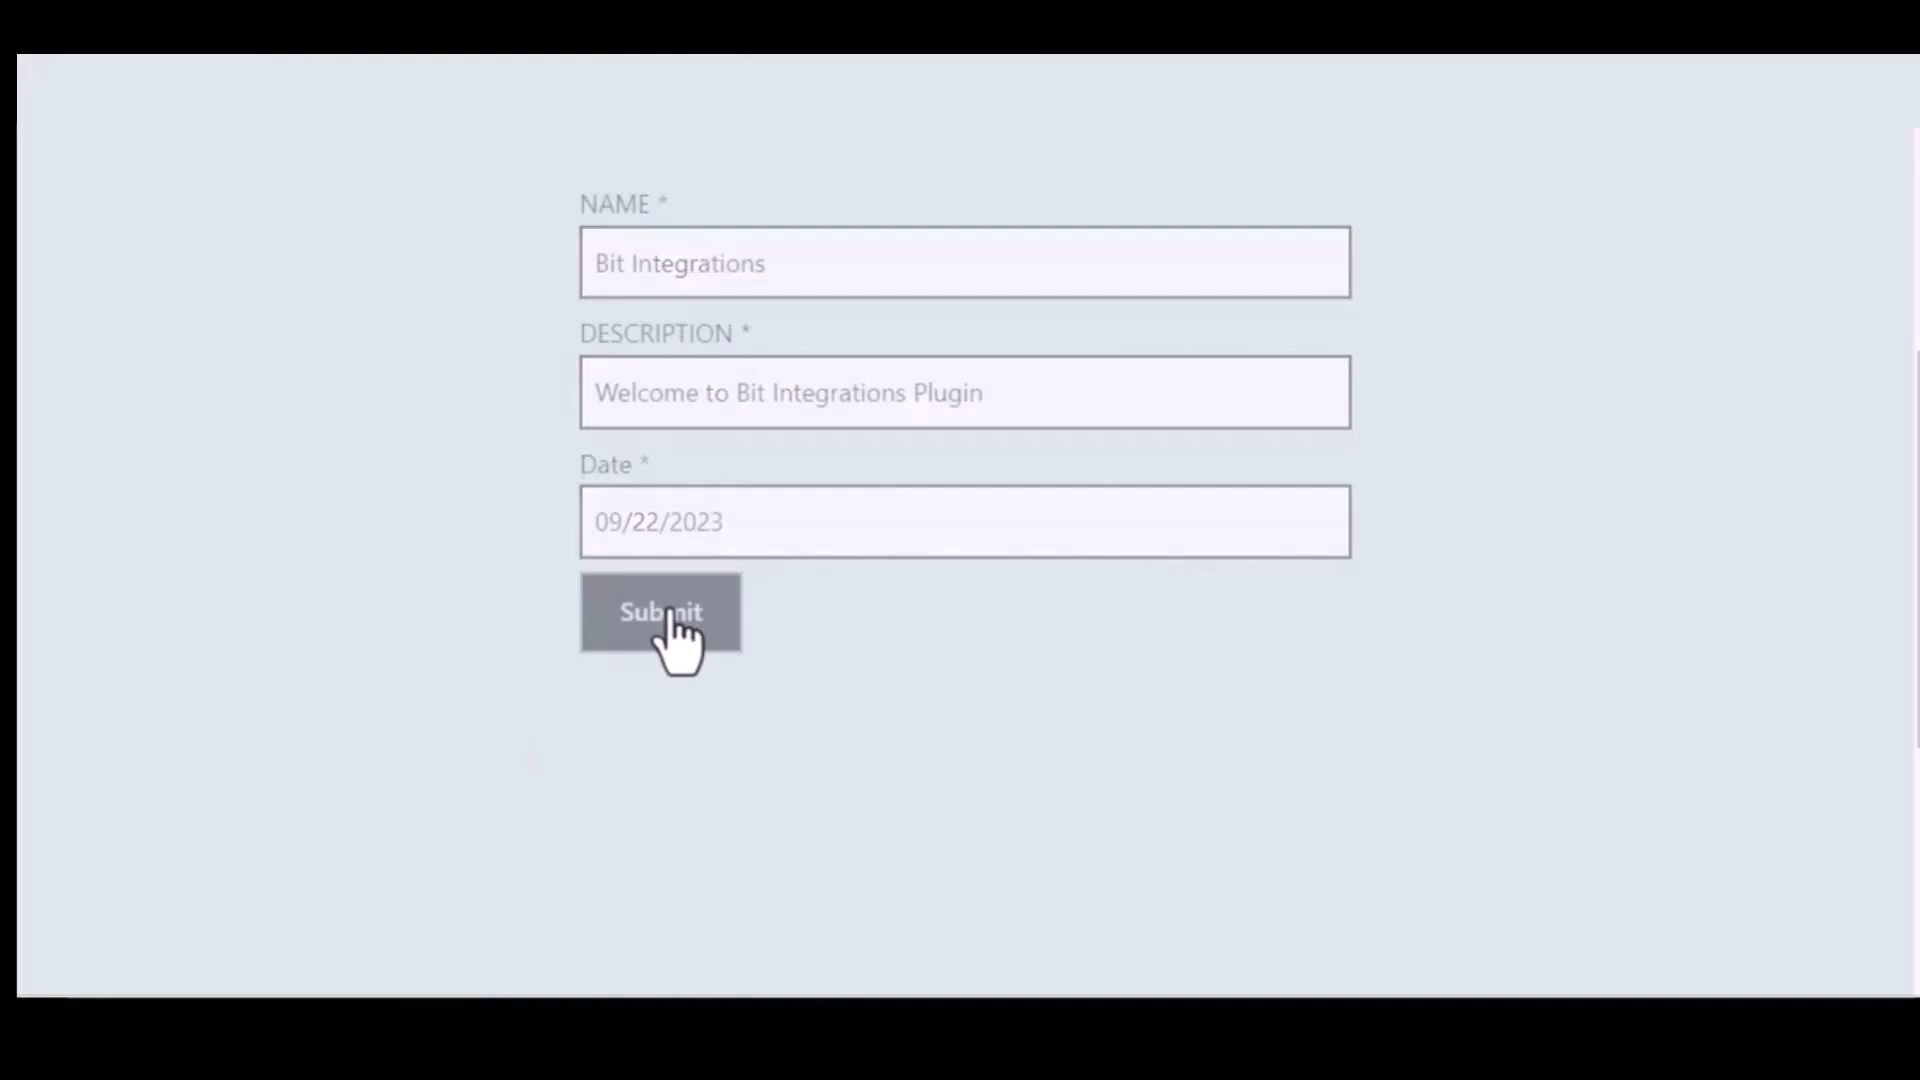 NAME *
Bit Integrations
DESCRIPTION *
Welcome to Bit Integrations Plugin
Date *
09/22/2023
Submit